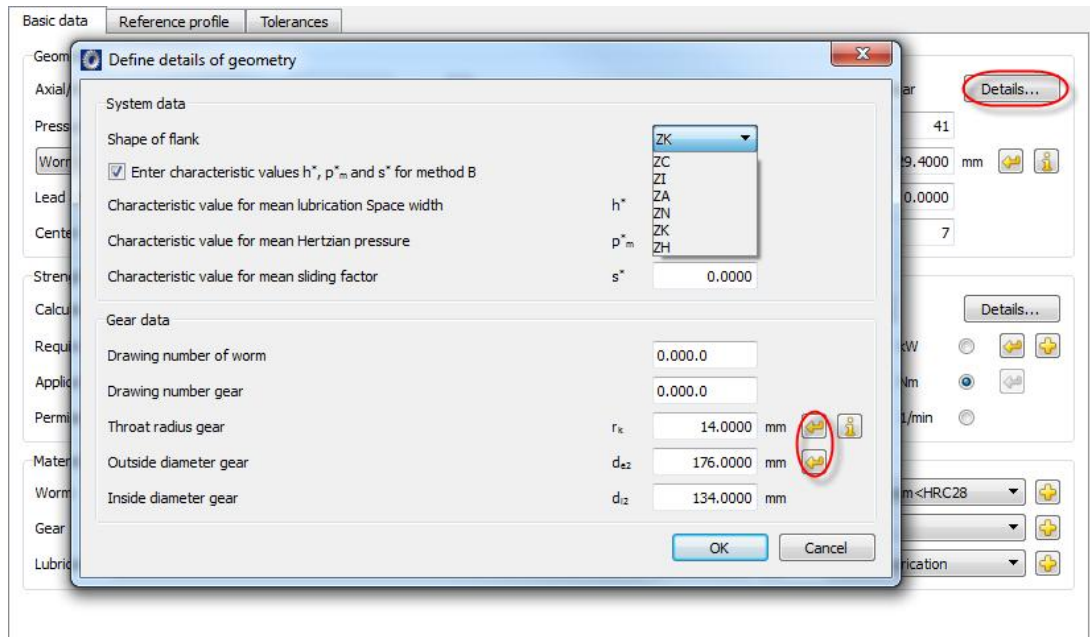 Basic data Reference profile Tolerances
Define details of geometry
Details...
System data
Shape of flank ZK
41
ZC
Enter characteristic values h*, p*m and s* for method B
ZI
9.4000 mm
ZA
Characteristic value for mean lubrication Space width h*
0.0000
ZN
Characteristic value for mean Hertzian pressure p*m
ZK
7
ZH
Characteristic value for mean sliding factor s* 0.0000
Gear data
Details...
Drawing number of worm 0.000.0
Drawing number gear 0.000.0
Throat radius gear rk 14.0000 mm
1/min
Outside diameter gear de2 176.0000 mm
Inside diameter gear di2 134.0000 mm
Worm
m<HRC28
Gear
OK Cancel